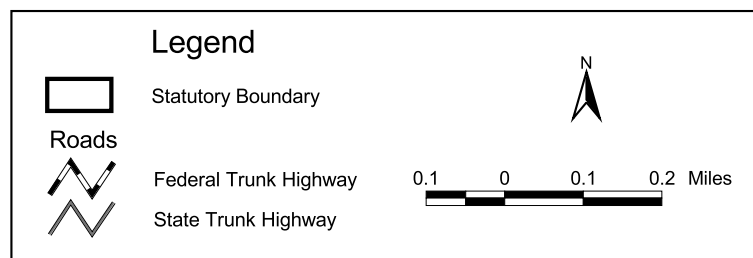 Legend
N
Statutory Boundary
Roads
Federal Trunk Highway
0.1 0 0.1 0.2 Miles
State Trunk Highway